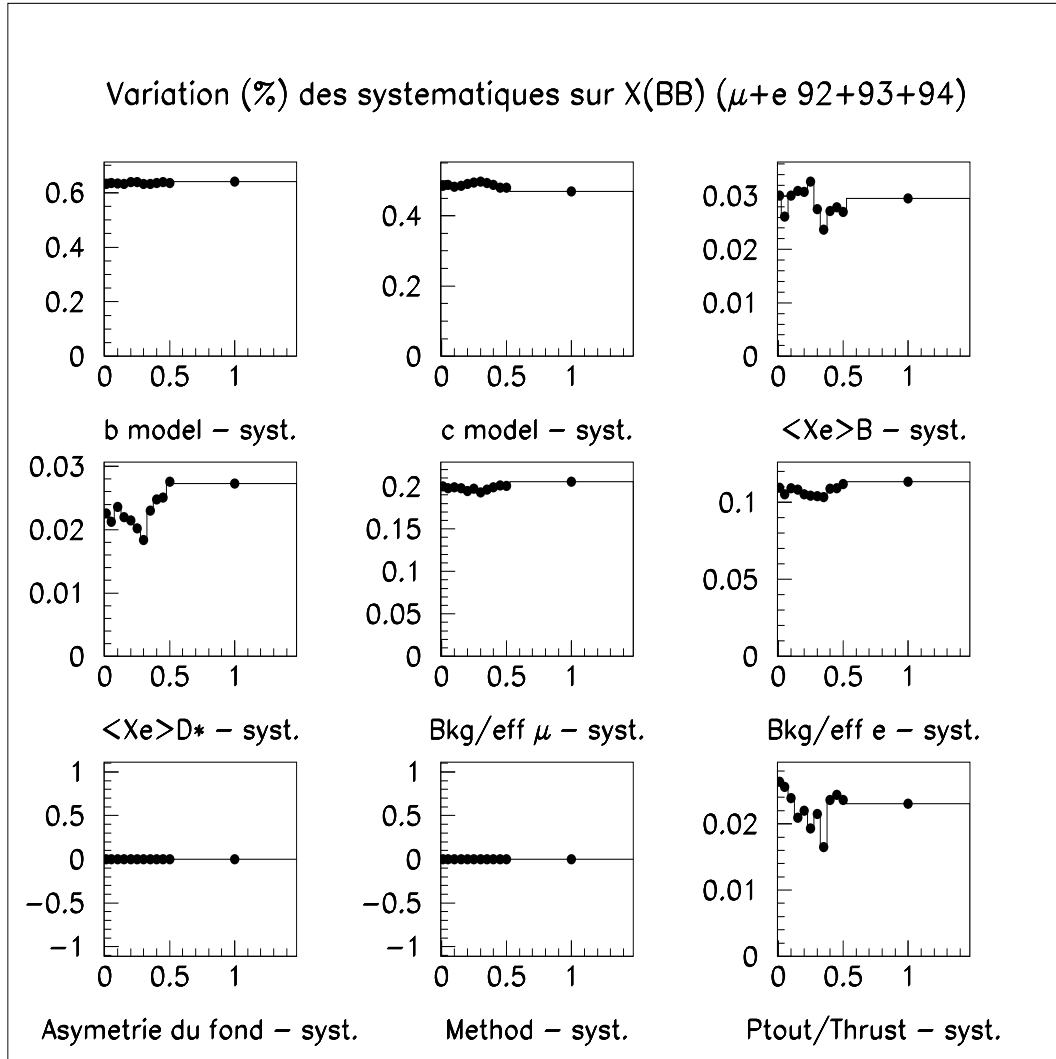 Variation (%) des systematiques sur X(BB) (μ+e 92+93+94)
0.6
0.4
0.2
0
0 0.5 1
b model − syst.
0.4
0.2
0
0 0.5 1
c model − syst.
0.03
0.02
0.01
0
0 0.5 1
<Xe>B − syst.
0.03
0.02
0.01
0
0 0.5 1
<Xe>D* − syst.
0.2
0.15
0.1
0.05
0
0 0.5 1
Bkg/eff μ − syst.
0.1
0.05
0
0 0.5 1
Bkg/eff e − syst.
1
0.5
0
−0.5
−1
0 0.5 1
Asymetrie du fond − syst.
1
0.5
0
−0.5
−1
0 0.5 1
Method − syst.
0.02
0.01
0
0 0.5 1
Ptout/Thrust − syst.